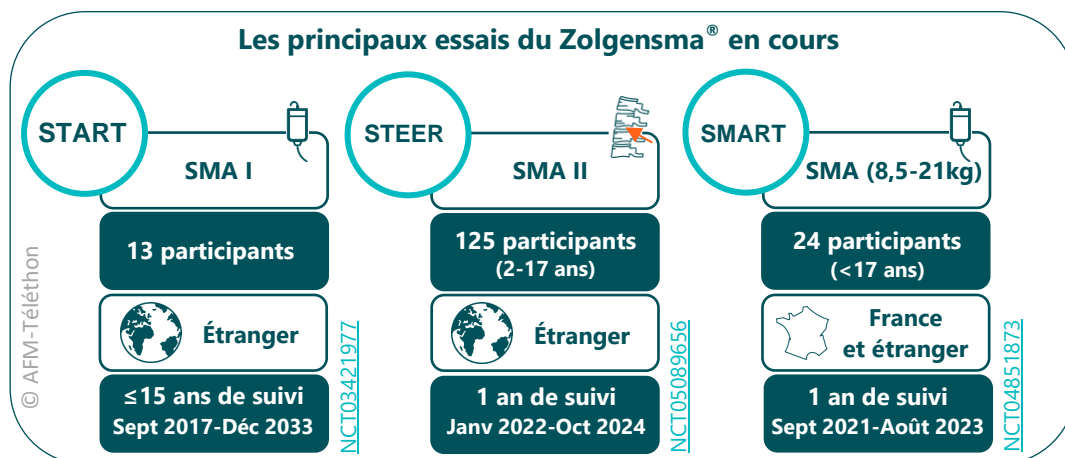 Les principaux essais du Zolgensma® en cours
START
SMA I
13 participants
Étranger
≤15 ans de suivi
Sept 2017-Déc 2033
NCT03421977
STEER
SMA II
125 participants
(2-17 ans)
Étranger
1 an de suivi
Janv 2022-Oct 2024
NCT05089656
SMART
SMA (8,5-21kg)
24 participants
(<17 ans)
France
et étranger
1 an de suivi
Sept 2021-Août 2023
NCT04851873
© AFM-Téléthon